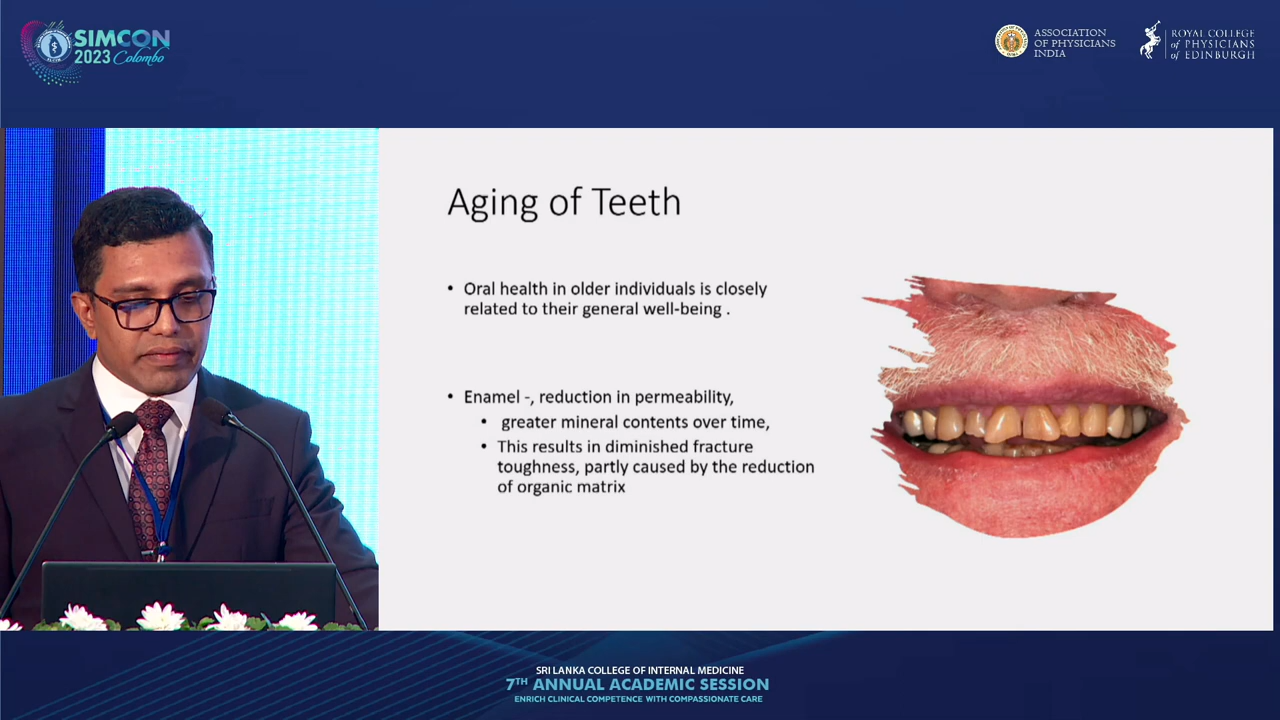 SIMCON
2023 Colombo
ASSOCIATION
OF PHYSICIANS
INDIA
ROYAL COLLEGE
of PHYSICIANS
of EDINBURGH
Aging of Teeth
• Oral health in older individuals is closely
related to their general well-being .
• Enamel -, reduction in permeability,
• greater mineral contents over time,
• This results in diminished fracture
toughness, partly caused by the reduction
of organic matrix
SRI LANKA COLLEGE OF INTERNAL MEDICINE
7TH ANNUAL ACADEMIC SESSION
ENRICH CLINICAL COMPETENCE WITH COMPASSIONATE CARE